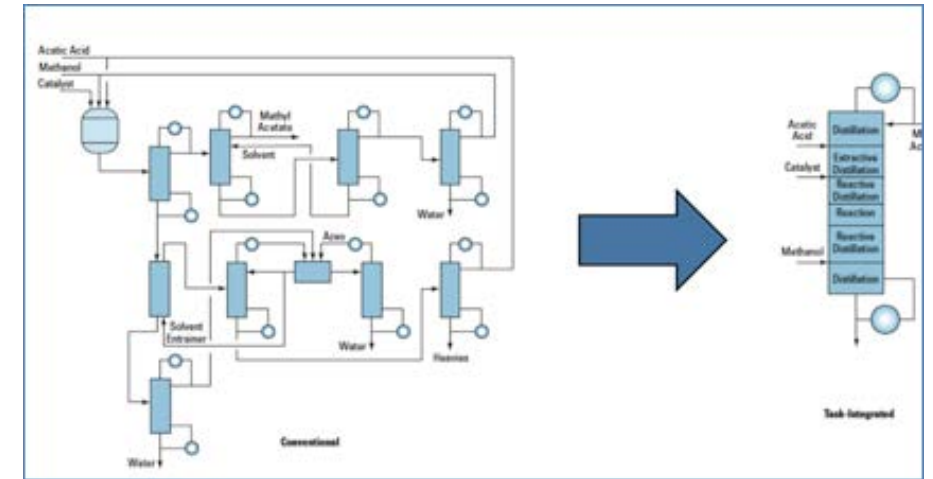 Acetic Acid
Methanol
Catalyst
Methyl
Acetate
Solvent
Water
Azeo
Solvent
Entrainer
Water
Heavies
Water
Conventional
Acetic
Acid
Catalyst
Methanol
Distillation
Extractive
Distillation
Reactive
Distillation
Reaction
Reactive
Distillation
Distillation
M
Ac
Task-Integrated